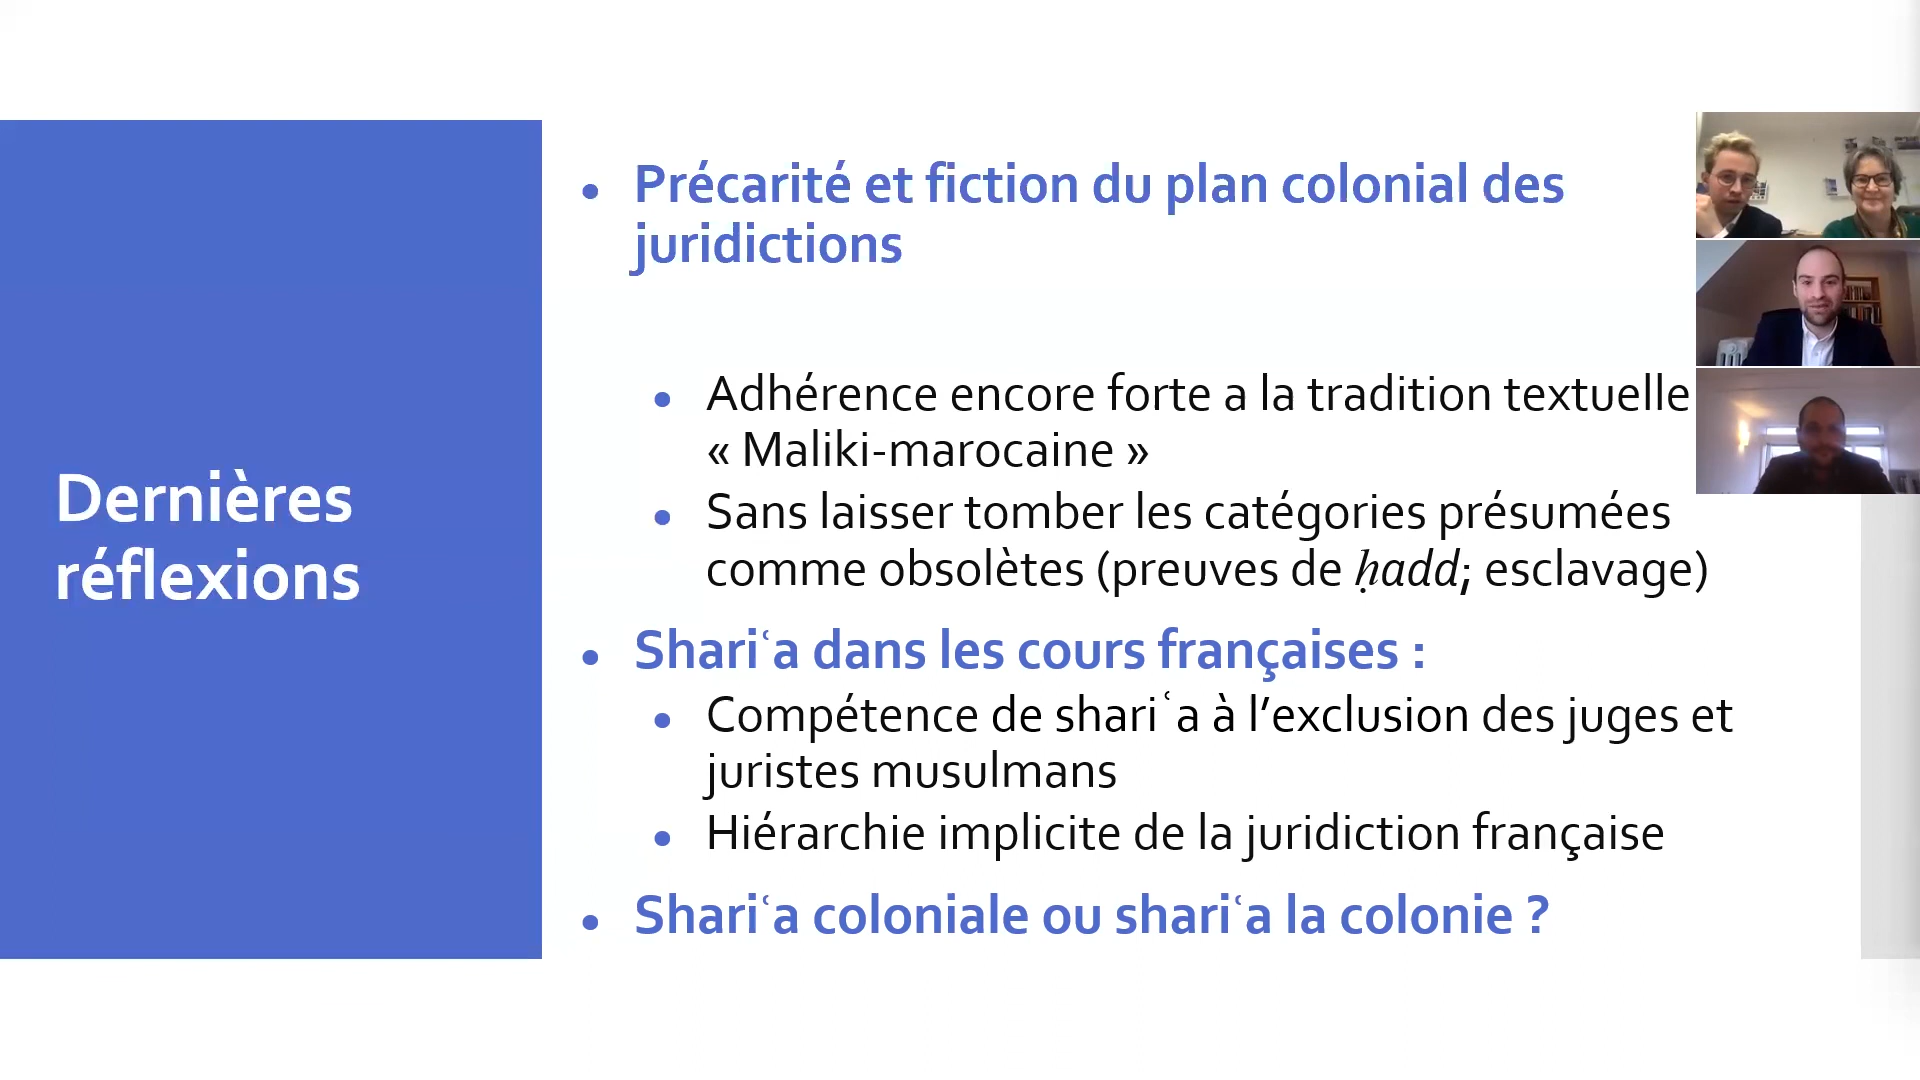 Dernières
réflexions
Précarité et fiction du plan colonial des
juridictions
Adhérence encore forte a la tradition textuelle
« Maliki-marocaine »
Sans laisser tomber les catégories présumées
comme obsolètes (preuves de ḥadd; esclavage)
Shariʿa dans les cours françaises :
Compétence de shariʿa à l’exclusion des juges et
juristes musulmans
Hiérarchie implicite de la juridiction française
Shariʿa coloniale ou shariʿa la colonie ?